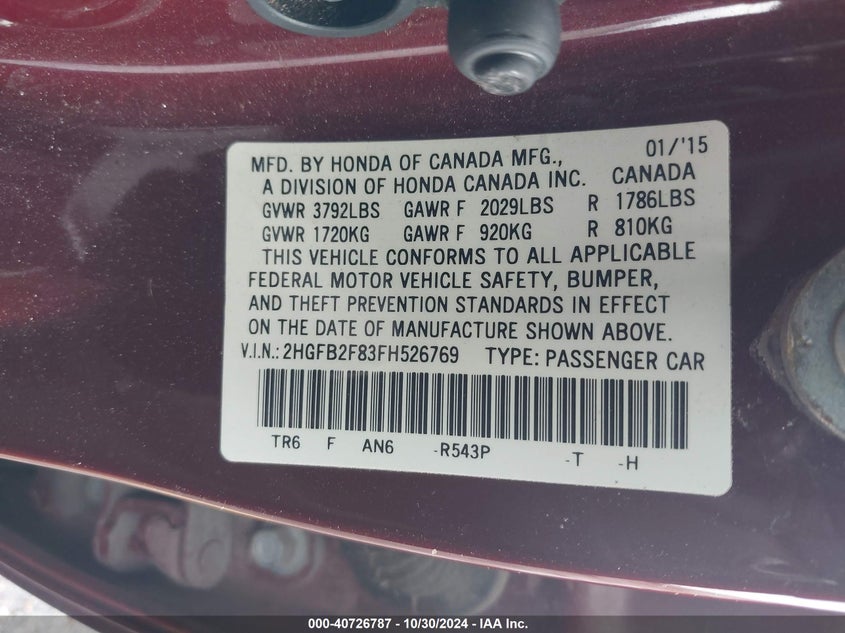 MFD. BY HONDA OF CANADA MFG., 01/'15
A DIVISION OF HONDA CANADA INC. CANADA
GVWR 3792LBS GAWR F 2029LBS R 1786LBS
GVWR 1720KG GAWR F 920KG R 810KG
THIS VEHICLE CONFORMS TO ALL APPLICABLE
FEDERAL MOTOR VEHICLE SAFETY, BUMPER,
AND THEFT PREVENTION STANDARDS IN EFFECT
ON THE DATE OF MANUFACTURE SHOWN ABOVE.
V.I.N.: 2HGFB2F83FH526769 TYPE: PASSENGER CAR
TR6 F AN6 -R543P -T -H
000-40726787 - 10/30/2024 - IAA Inc.